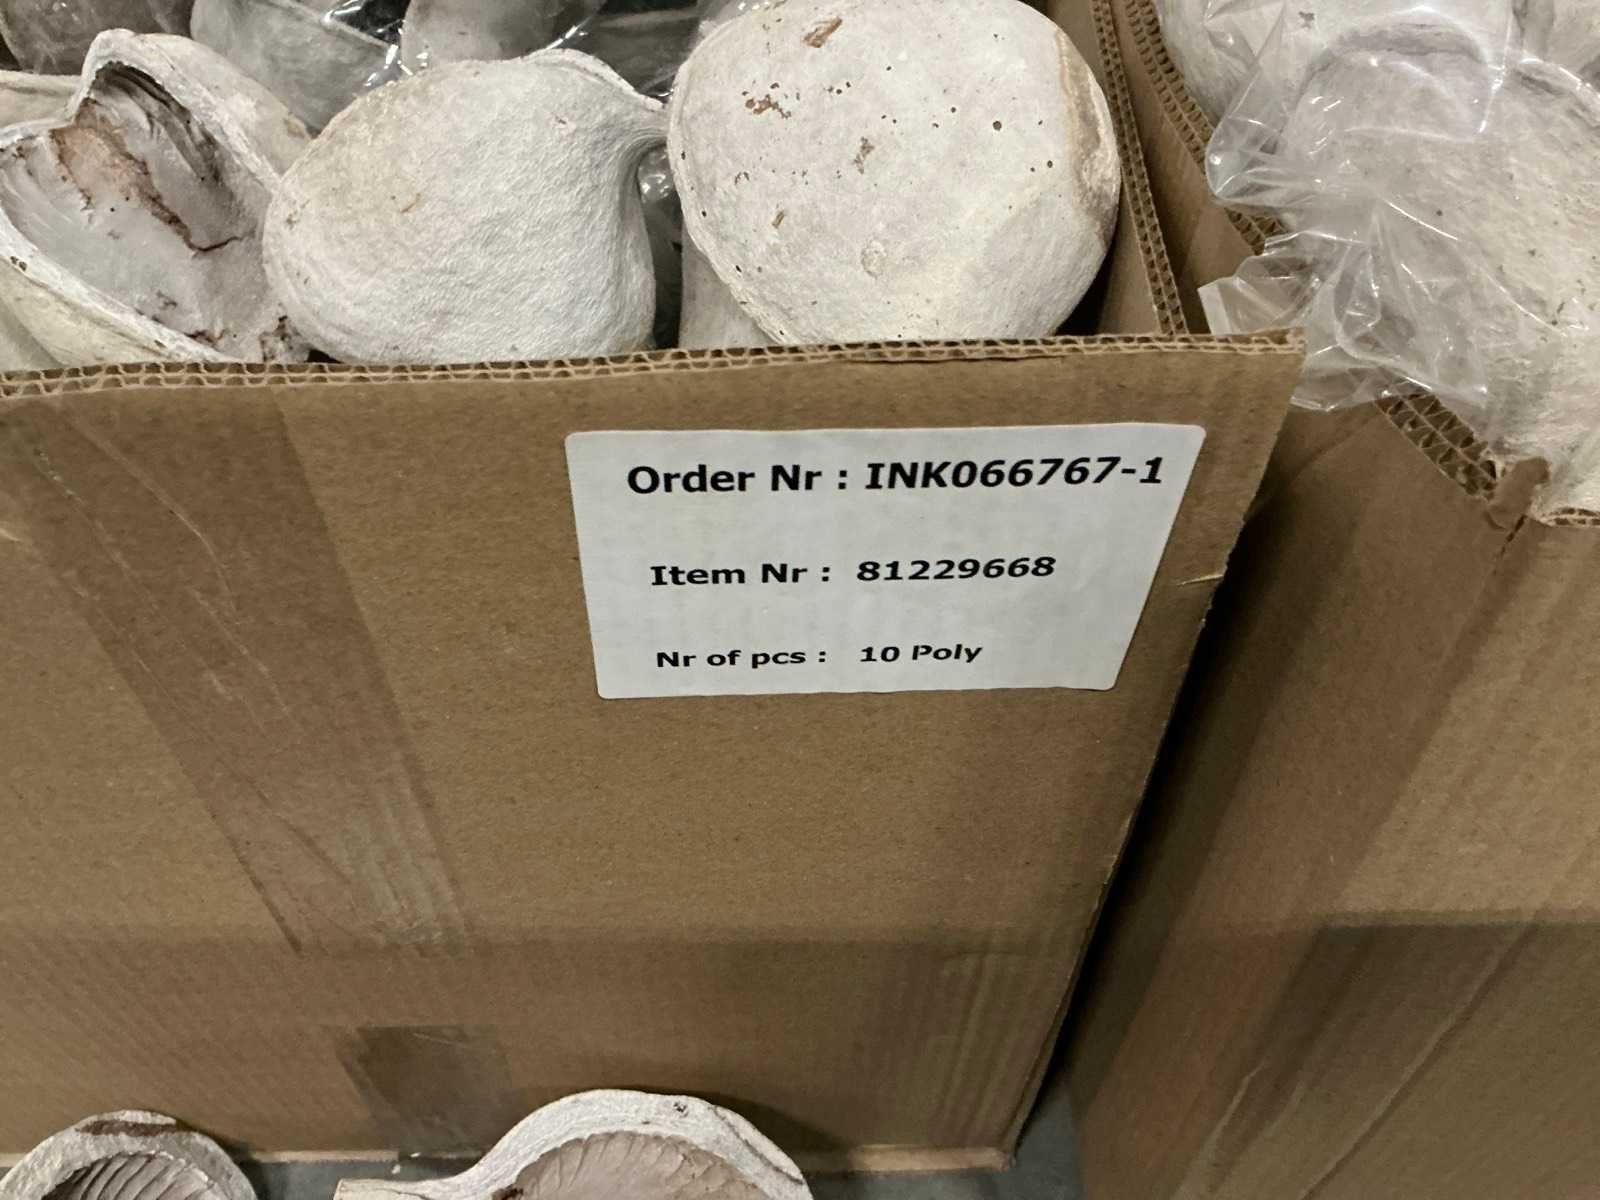 Order Nr : INK066767-1
Item Nr : 81229668
Nr of pcs : 10 Poly